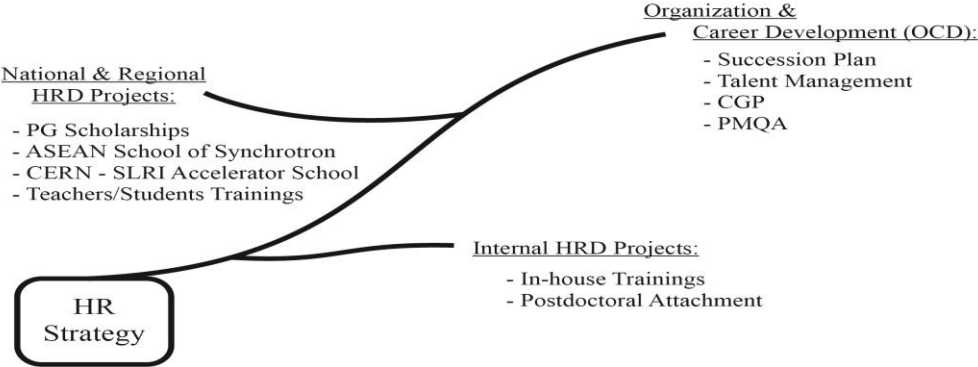 Organization &
Career Development (OCD):
- Succession Plan
- Talent Management
- CGP
- PMQA
National & Regional
HRD Projects:
- PG Scholarships
- ASEAN School of Synchrotron
- CERN - SLRI Accelerator School
- Teachers/Students Trainings
Internal HRD Projects:
- In-house Trainings
- Postdoctoral Attachment
HR
Strategy